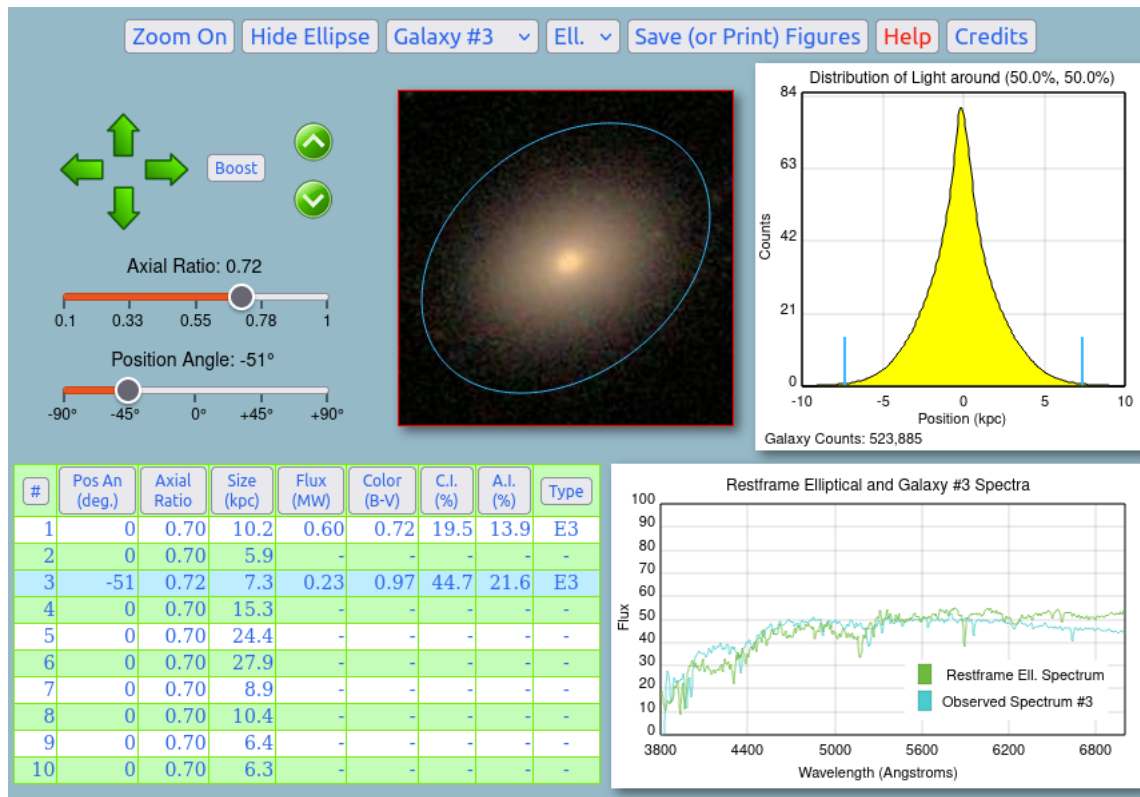 Zoom On Hide Ellipse Galaxy #3 Ell. Save (or Print) Figures Help Credits
Boost
Axial Ratio: 0.72
0.1 0.33 0.55 0.78 1
Position Angle: -51°
-90° -45° 0° +45° +90°
Distribution of Light around (50.0%, 50.0%)
84
63
42
21
0
Counts
-10 -5 0 5 10
Position (kpc)
Galaxy Counts: 523,885
# Pos An (deg.) Axial Ratio Size (kpc) Flux (MW) Color (B-V) C.I. (%) A.I. (%) Type
1 0 0.70 10.2 0.60 0.72 19.5 13.9 E3
2 0 0.70 5.9 - - - - -
3 -51 0.72 7.3 0.23 0.97 44.7 21.6 E3
4 0 0.70 15.3 - - - - -
5 0 0.70 24.4 - - - - -
6 0 0.70 27.9 - - - - -
7 0 0.70 8.9 - - - - -
8 0 0.70 10.4 - - - - -
9 0 0.70 6.4 - - - - -
10 0 0.70 6.3 - - - - -
Restframe Elliptical and Galaxy #3 Spectra
100
90
80
70
60
50
40
30
20
10
0
Flux
Restframe Ell. Spectrum
Observed Spectrum #3
3800 4400 5000 5600 6200 6800
Wavelength (Angstroms)